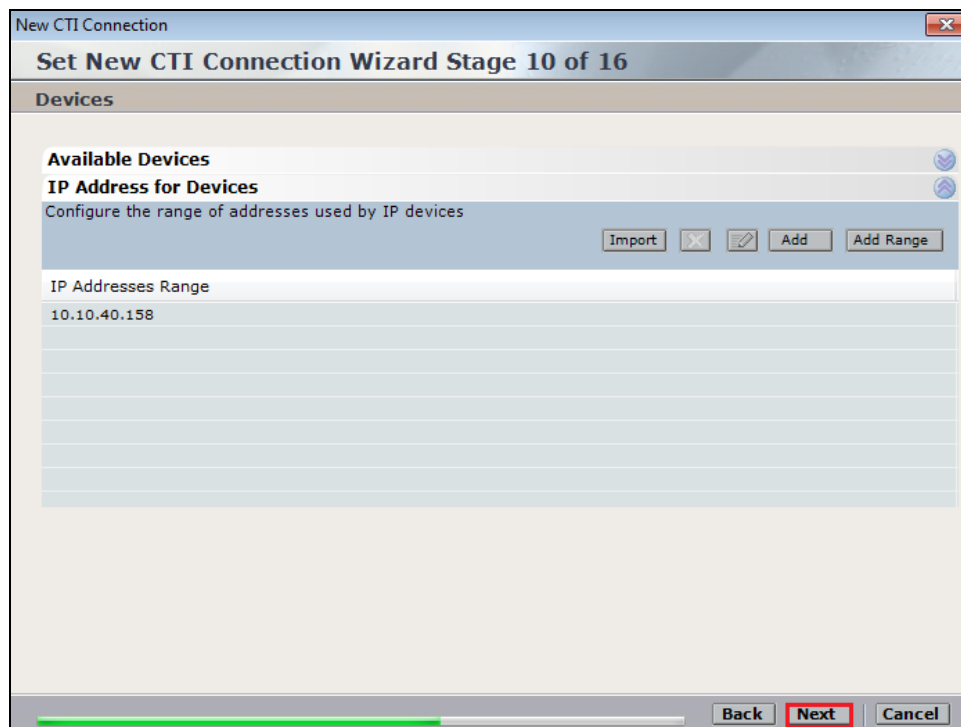 New CTI Connection
Set New CTI Connection Wizard Stage 10 of 16
Devices
Available Devices
IP Address for Devices
Configure the range of addresses used by IP devices
Import Add Add Range
IP Addresses Range
10.10.40.158
Back Next Cancel